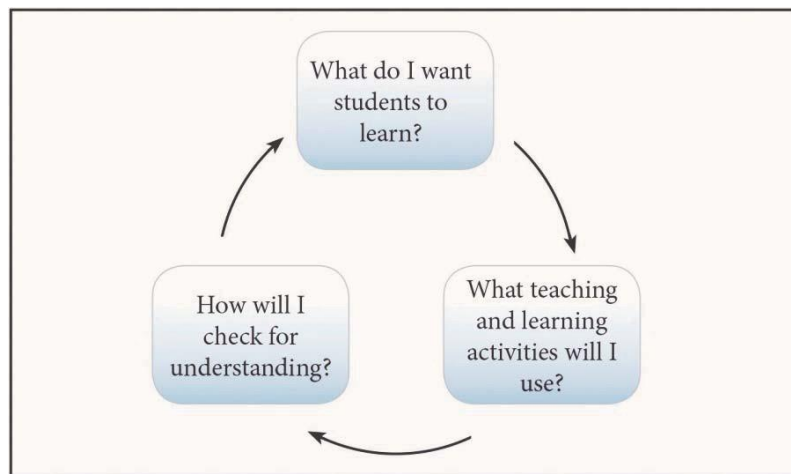 What do I want
students to
learn?
What teaching
and learning
activities will I
use?
How will I
check for
understanding?